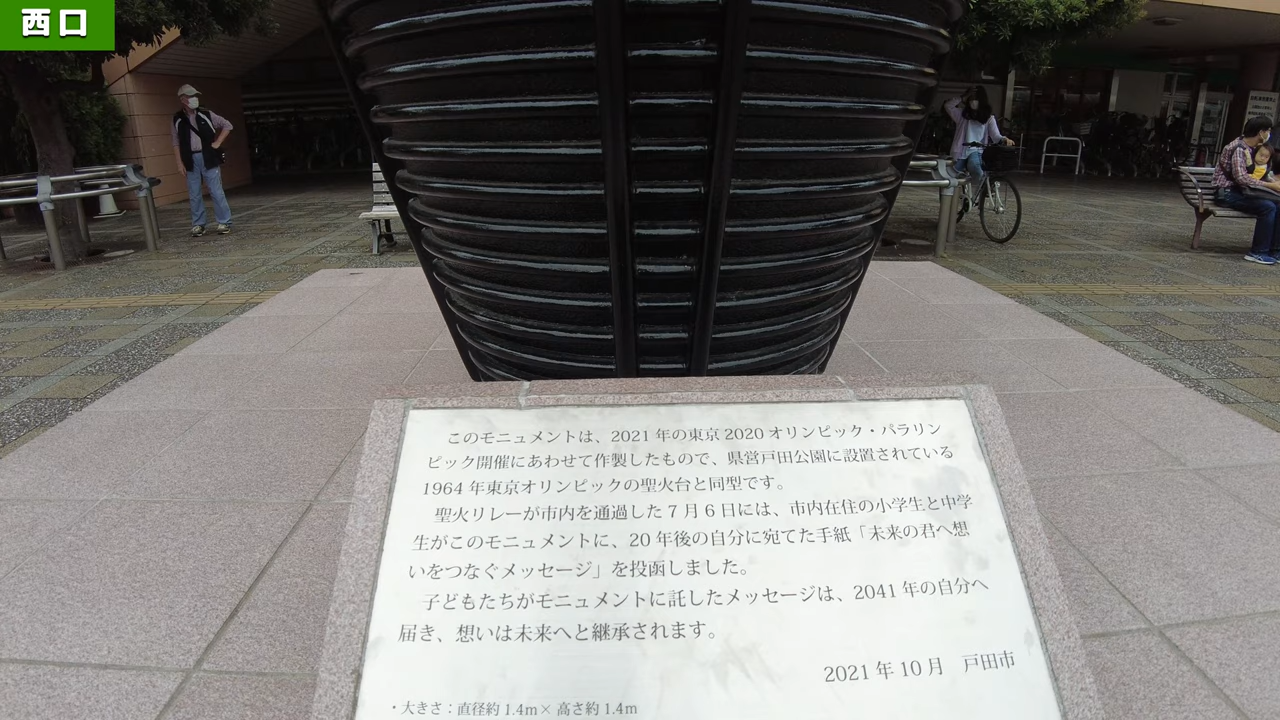 西口
このモニュメントは、2021年の東京2020オリンピック・パラリン
ピック開催にあわせて作製したもので、県営戸田公園に設置されている
1964年東京オリンピックの聖火台と同型です。
聖火リレーが市内を通過した7月6日には、市内在住の小学生と中学
生がこのモニュメントに、20年後の自分に宛てた手紙「未来の君へ想
いをつなぐメッセージ」を投函しました。
子どもたちがモニュメントに託したメッセージは、2041年の自分へ
届き、想いは未来へと継承されます。
2021年10月　戸田市
・大きさ：直径約1.4m×高さ約1.4m